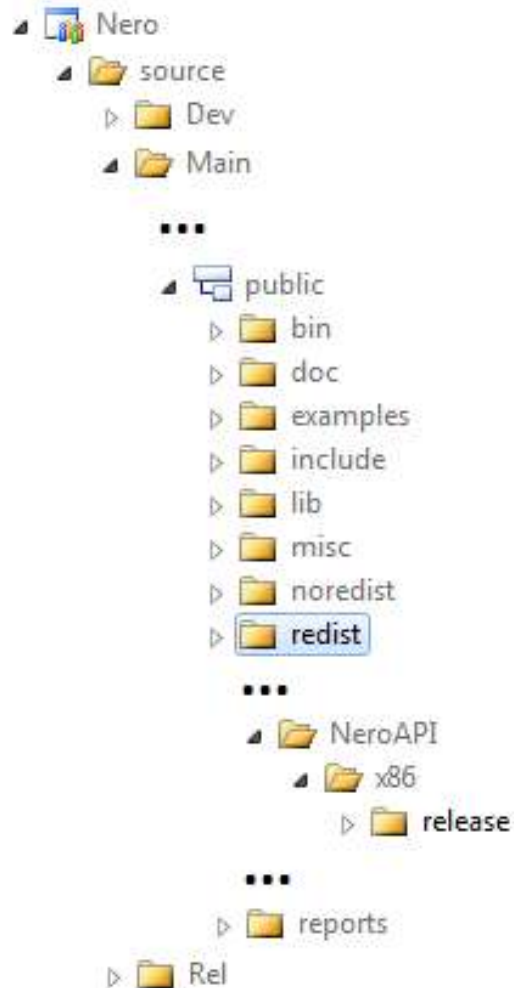 Nero
source
Dev
Main
...
public
bin
doc
examples
include
lib
misc
noredist
redist
...
NeroAPI
x86
release
...
reports
Rel